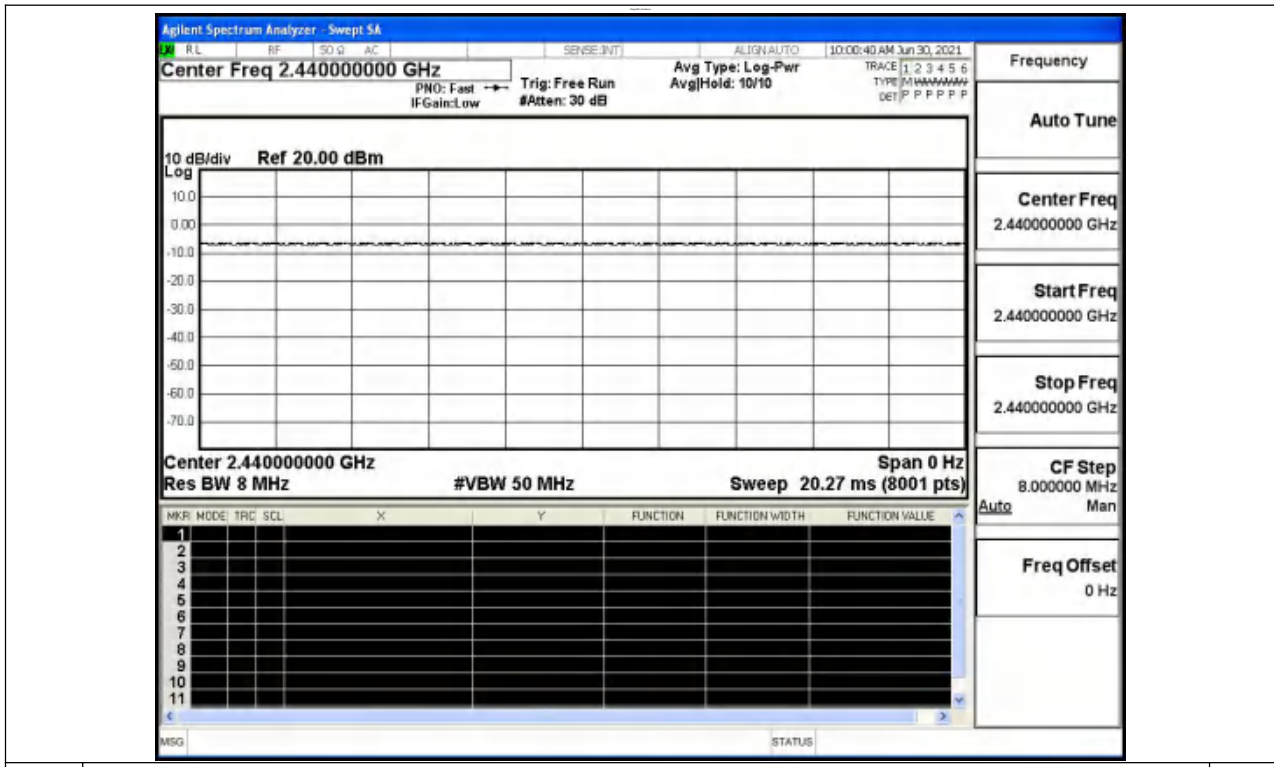 Agilent Spectrum Analyzer - Swept SA
RL RF 50 Ω AC SENSE:INT ALIGNAUTO 10:00:40 AM Jun 30, 2021
Center Freq 2.440000000 GHz
PNO: Fast
IFGain:Low
Trig: Free Run
#Atten: 30 dB
Avg Type: Log-Pwr
Avg|Hold: 10/10
TRACE 1 2 3 4 5 6
TYPE M WWWWW
DET P P P P P P
10 dB/div Ref 20.00 dBm
Log
10.0
0.00
-10.0
-20.0
-30.0
-40.0
-50.0
-60.0
-70.0
Center 2.440000000 GHz Span 0 Hz
Res BW 8 MHz #VBW 50 MHz Sweep 20.27 ms (8001 pts)
MKR MODE TRC SCL X Y FUNCTION FUNCTION WIDTH FUNCTION VALUE
1
2
3
4
5
6
7
8
9
10
11
MSG STATUS
Frequency
Auto Tune
Center Freq
2.440000000 GHz
Start Freq
2.440000000 GHz
Stop Freq
2.440000000 GHz
CF Step
8.000000 MHz
Auto Man
Freq Offset
0 Hz